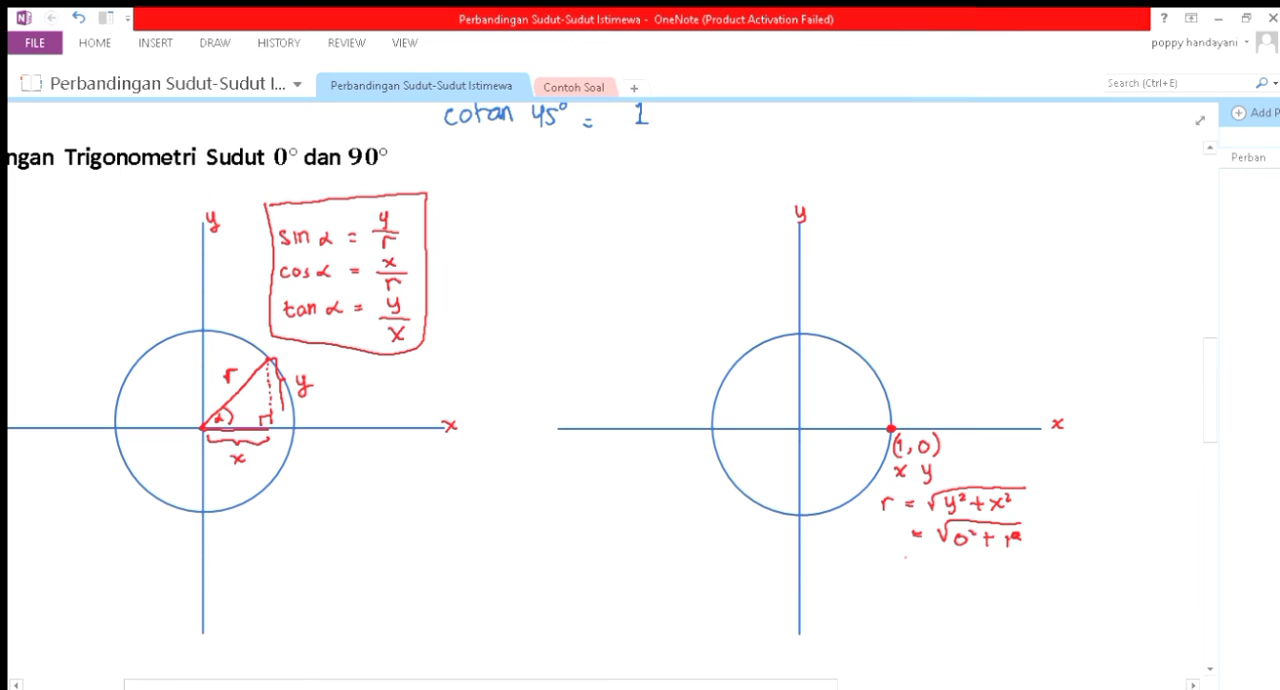 Perbandingan Sudut-Sudut Istimewa - OneNote (Product Activation Failed)
?
FILE HOME INSERT DRAW HISTORY REVIEW VIEW
poppy handayani
Perbandingan Sudut-Sudut I...
Perbandingan Sudut-Sudut Istimewa
Contoh Soal
+
Search (Ctrl+E)
Add P
Perban
cotan 45° = 1
ngan Trigonometri Sudut 0° dan 90°
y
sin α = y/r
cos α = x/r
tan α = y/x
r
y
α
x
x
y
x
(1, 0)
x y
r = √y² + x²
= √0² + 1²